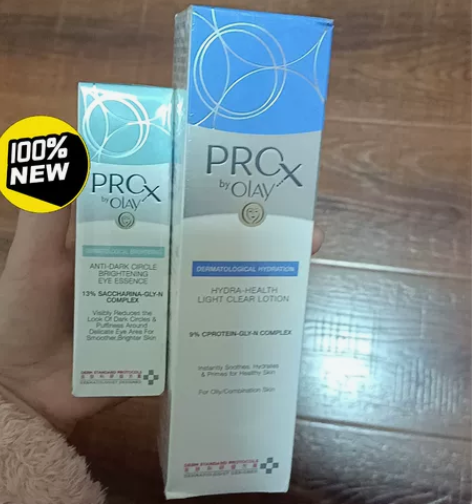 100%
NEW
PROX
by OLAY
ANTI-DARK CIRCLE
BRIGHTENING
EYE ESSENCE
13% SACCHARINA-GLY-N
COMPLEX
Visibly Reduces the
Look Of Dark Circles &
Puffiness Around
Delicate Eye Area For
Smoother, Brighter Skin
PROX
by OLAY
DERMATOLOGICAL HYDRATION
HYDRA-HEALTH
LIGHT CLEAR LOTION
9% CPROTEIN-GLY-N COMPLEX
Instantly Soothes, Hydrates
& Primes for Healthy Skin
For Oily/Combination Skin